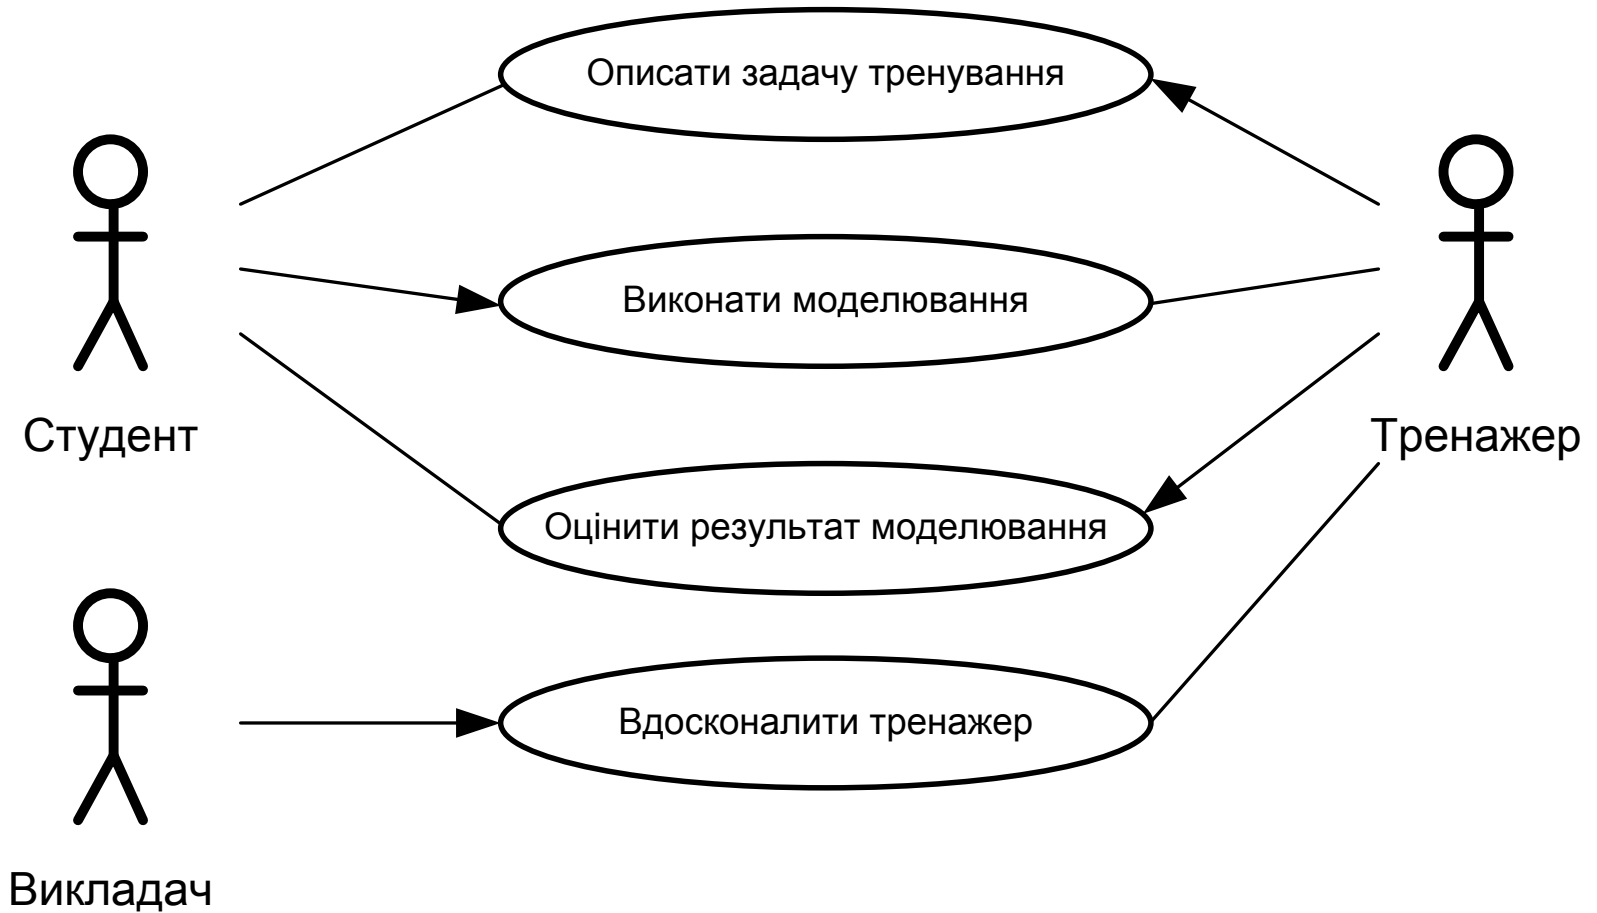 Описати задачу тренування
Виконати моделювання
Студент
Тренажер
Оцінити результат моделювання
Вдосконалити тренажер
Викладач